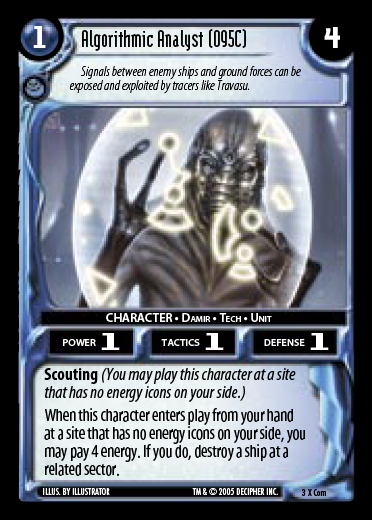 1
Algorithmic Analyst (095C)
4
Signals between enemy ships and ground forces can be
exposed and exploited by tracers like Travasu.
CHARACTER • DAMIR • TECH • UNIT
POWER 1 TACTICS 1 DEFENSE 1
Scouting (You may play this character at a site
that has no energy icons on your side.)
When this character enters play from your hand
at a site that has no energy icons on your side, you
may pay 4 energy. If you do, destroy a ship at a
related sector.
ILLUS. BY ILLUSTRATOR TM & © 2005 DECIPHER INC. 3 X Com